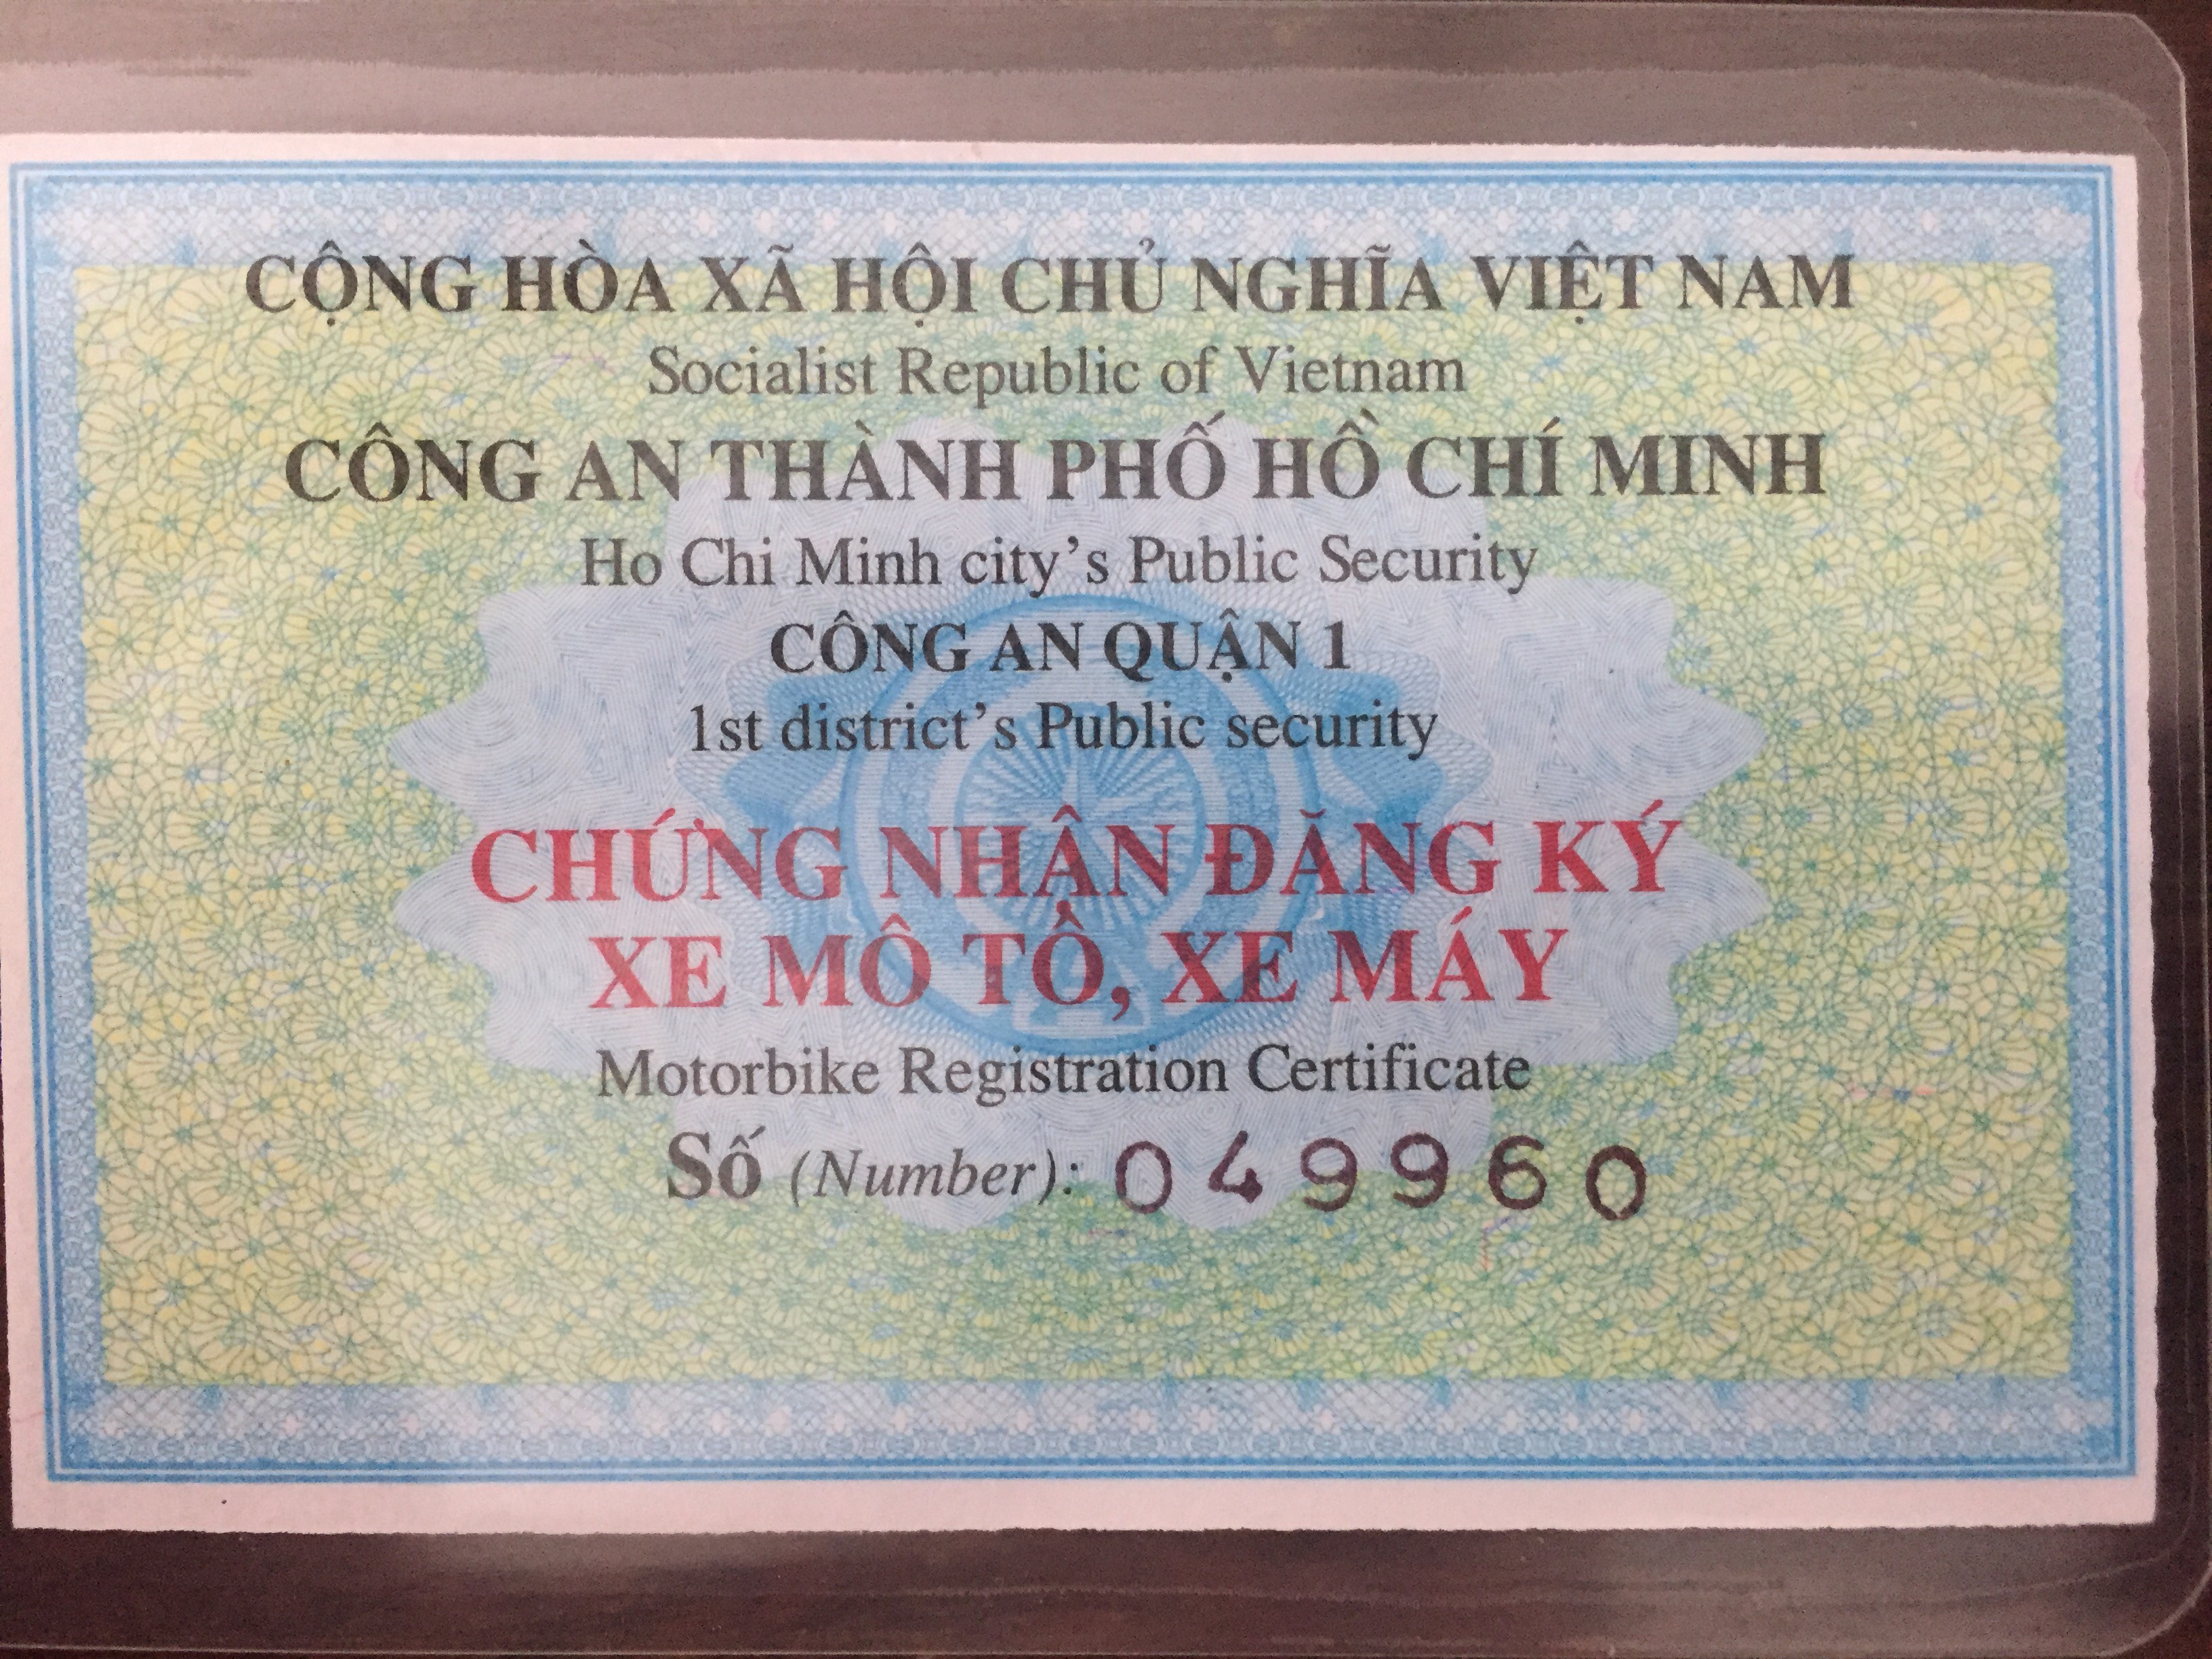 CỘNG HÒA XÃ HỘI CHỦ NGHĨA VIỆT NAM
Socialist Republic of Vietnam
CÔNG AN THÀNH PHỐ HỒ CHÍ MINH
Ho Chi Minh city's Public Security
CÔNG AN QUẬN 1
1st district's Public security
CHỨNG NHẬN ĐĂNG KÝ
XE MÔ TÔ, XE MÁY
Motorbike Registration Certificate
Số (Number): 049960